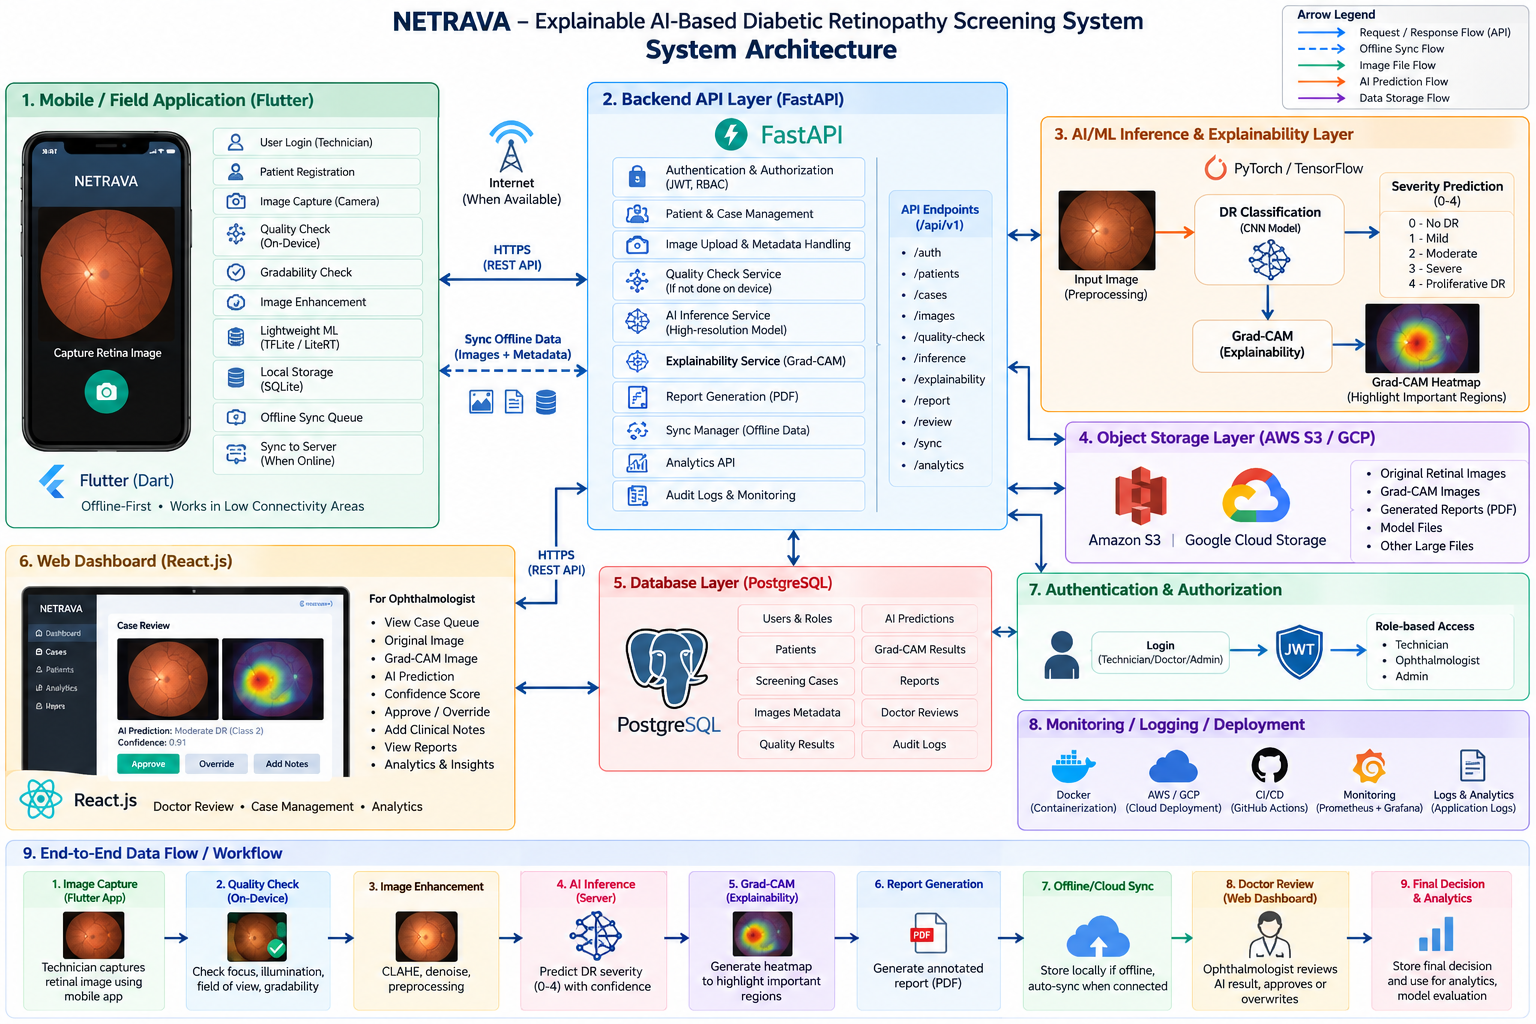 NETRAVA – Explainable AI-Based Diabetic Retinopathy Screening System
System Architecture
Arrow Legend
Request / Response Flow (API)
Offline Sync Flow
Image File Flow
AI Prediction Flow
Data Storage Flow
1. Mobile / Field Application (Flutter)
NETRAVA
Capture Retina Image
User Login (Technician)
Patient Registration
Image Capture (Camera)
Quality Check
(On-Device)
Gradability Check
Image Enhancement
Lightweight ML
(TFLite / LiteRT)
Local Storage
(SQLite)
Offline Sync Queue
Sync to Server
(When Online)
Flutter (Dart)
Offline-First • Works in Low Connectivity Areas
Internet
(When Available)
HTTPS
(REST API)
Sync Offline Data
(Images + Metadata)
2. Backend API Layer (FastAPI)
FastAPI
Authentication & Authorization
(JWT, RBAC)
Patient & Case Management
Image Upload & Metadata Handling
Quality Check Service
(If not done on device)
AI Inference Service
(High-resolution Model)
Explainability Service (Grad-CAM)
Report Generation (PDF)
Sync Manager (Offline Data)
Analytics API
Audit Logs & Monitoring
API Endpoints
(/api/v1)
• /auth
• /patients
• /cases
• /images
• /quality-check
• /inference
• /explainability
• /report
• /review
• /sync
• /analytics
3. AI/ML Inference & Explainability Layer
PyTorch / TensorFlow
Input Image
(Preprocessing)
DR Classification
(CNN Model)
Severity Prediction
(0-4)
0 - No DR
1 - Mild
2 - Moderate
3 - Severe
4 - Proliferative DR
Grad-CAM
(Explainability)
Grad-CAM Heatmap
(Highlight Important Regions)
4. Object Storage Layer (AWS S3 / GCP)
Amazon S3 | Google Cloud Storage
• Original Retinal Images
• Grad-CAM Images
• Generated Reports (PDF)
• Model Files
• Other Large Files
6. Web Dashboard (React.js)
NETRAVA
Dashboard
Cases
Patients
Analytics
Case Review
AI Prediction: Moderate DR (Class 2)
Confidence: 0.91
Approve
Override
Add Notes
For Ophthalmologist
• View Case Queue
• Original Image
• Grad-CAM Image
• AI Prediction
• Confidence Score
• Approve / Override
• Add Clinical Notes
• View Reports
• Analytics & Insights
React.js
Doctor Review • Case Management • Analytics
HTTPS
(REST API)
5. Database Layer (PostgreSQL)
PostgreSQL
Users & Roles
AI Predictions
Patients
Grad-CAM Results
Screening Cases
Reports
Images Metadata
Doctor Reviews
Quality Results
Audit Logs
7. Authentication & Authorization
Login
(Technician/Doctor/Admin)
JWT
Role-based Access
• Technician
• Ophthalmologist
• Admin
8. Monitoring / Logging / Deployment
Docker
(Containerization)
AWS / GCP
(Cloud Deployment)
CI/CD
(GitHub Actions)
Monitoring
(Prometheus + Grafana)
Logs & Analytics
(Application Logs)
9. End-to-End Data Flow / Workflow
1. Image Capture
(Flutter App)
Technician captures
retinal image using
mobile app
2. Quality Check
(On-Device)
Check focus, illumination,
field of view, gradability
3. Image Enhancement
CLAHE, denoise,
preprocessing
4. AI Inference
(Server)
Predict DR severity
(0-4) with confidence
5. Grad-CAM
(Explainability)
Generate heatmap
to highlight important
regions
6. Report Generation
PDF
Generate annotated
report (PDF)
7. Offline/Cloud Sync
Store locally if offline,
auto-sync when connected
8. Doctor Review
(Web Dashboard)
Ophthalmologist reviews
AI result, approves or
overwrites
9. Final Decision
& Analytics
Store final decision
and use for analytics,
model evaluation